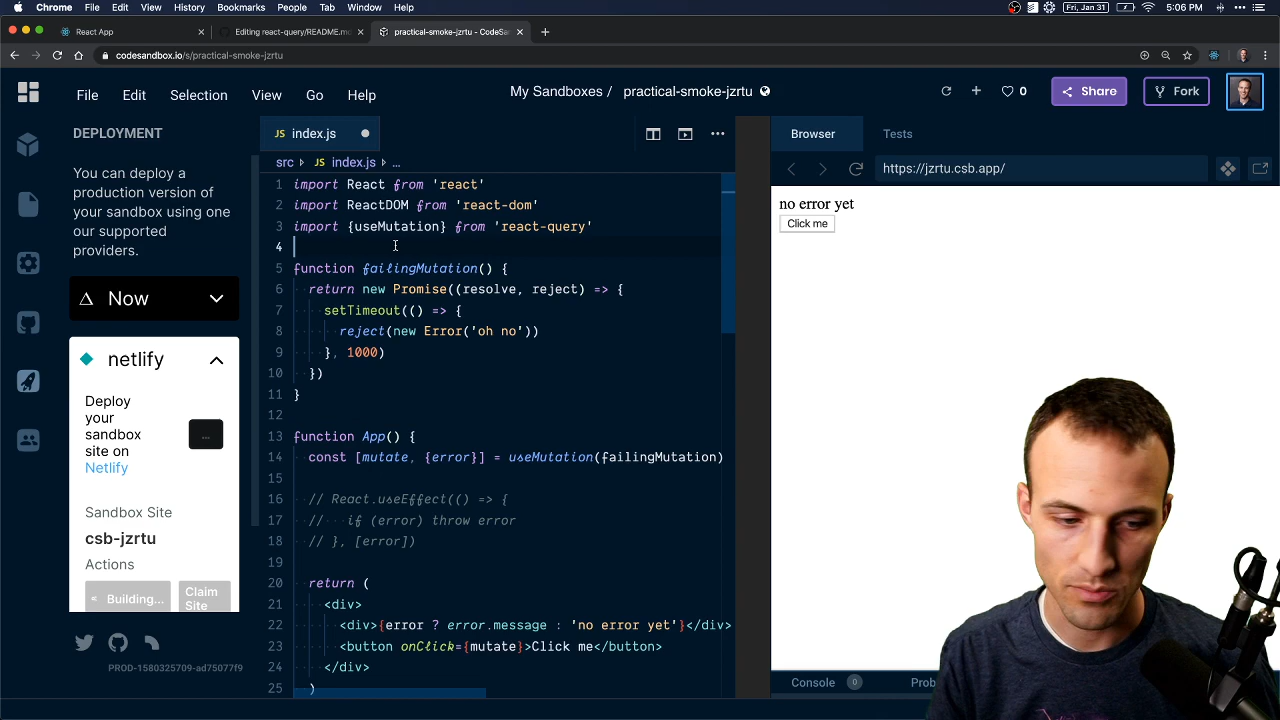 Chrome File Edit View History Bookmarks People Tab Window Help Fri, Jan 31 5:06 PM
React App
Editing react-query/README.m
practical-smoke-jzrtu - CodeSa
codesandbox.io/s/practical-smoke-jzrtu
File Edit Selection View Go Help
My Sandboxes / practical-smoke-jzrtu
0
Share
Fork
DEPLOYMENT
You can deploy a
production version of
your sandbox using one
our supported
providers.
Now
netlify
Deploy
your
sandbox
site on
Netlify
...
Sandbox Site
csb-jzrtu
Actions
Building...
Claim
Site
PROD-1580325709-ad75077f9
JS index.js
src JS index.js ...
1 import React from 'react'
2 import ReactDOM from 'react-dom'
3 import {useMutation} from 'react-query'
4
5 function failingMutation() {
6 return new Promise((resolve, reject) => {
7 setTimeout(() => {
8 reject(new Error('oh no'))
9 }, 1000)
10 })
11 }
12
13 function App() {
14 const [mutate, {error}] = useMutation(failingMutation)
15
16 // React.useEffect(() => {
17 // if (error) throw error
18 // }, [error])
19
20 return (
21 <div>
22 <div>{error ? error.message : 'no error yet'}</div>
23 <button onClick={mutate}>Click me</button>
24 </div>
25 )
Browser
Tests
https://jzrtu.csb.app/
no error yet
Click me
Console 0
Prob